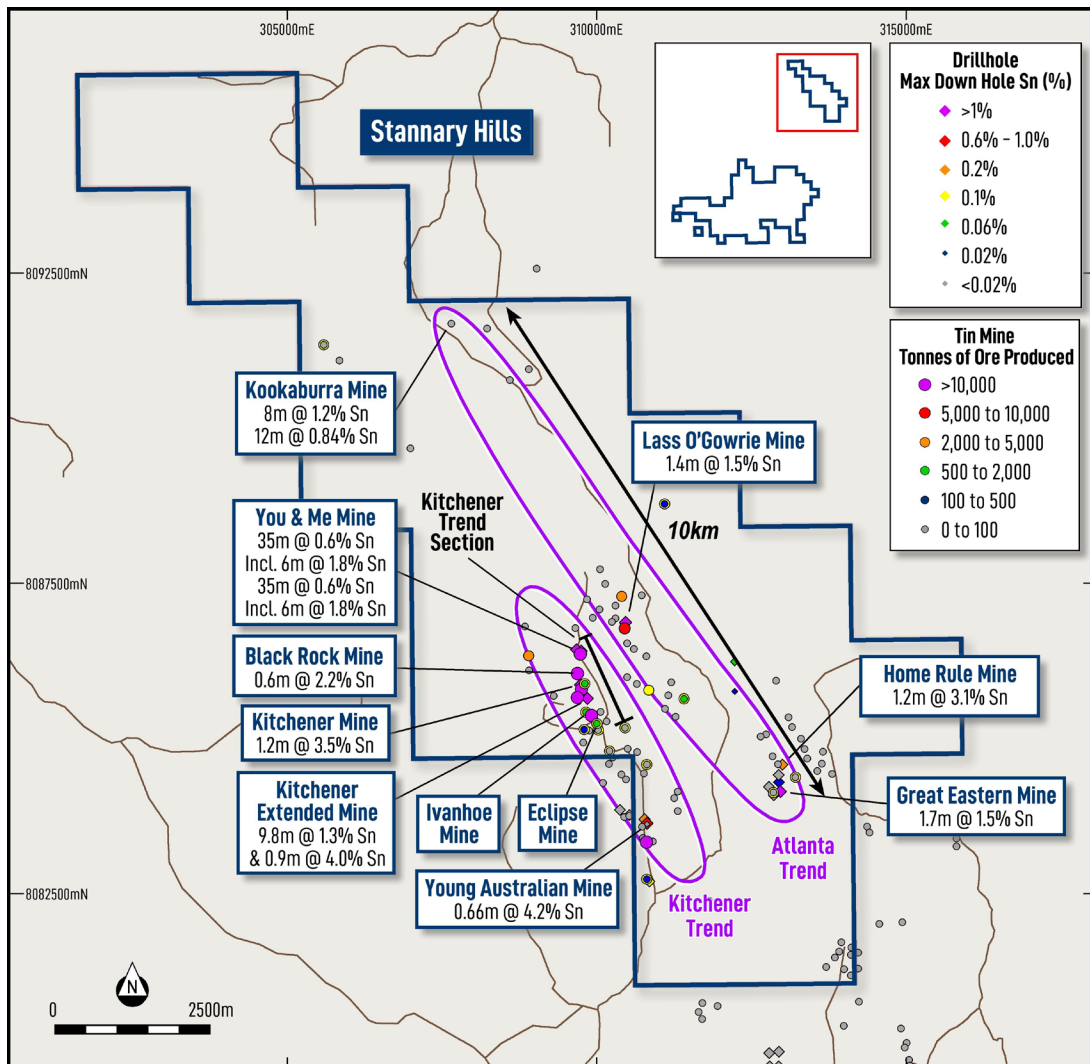 305000mE
310000mE
315000mE
8092500mN
8087500mN
8082500mN
Stannary Hills
Drillhole
Max Down Hole Sn (%)
>1%
0.6% - 1.0%
0.2%
0.1%
0.06%
0.02%
<0.02%
Tin Mine
Tonnes of Ore Produced
>10,000
5,000 to 10,000
2,000 to 5,000
500 to 2,000
100 to 500
0 to 100
Kookaburra Mine
8m @ 1.2% Sn
12m @ 0.84% Sn
Lass O'Gowrie Mine
1.4m @ 1.5% Sn
Kitchener
Trend
Section
10km
You & Me Mine
35m @ 0.6% Sn
Incl. 6m @ 1.8% Sn
35m @ 0.6% Sn
Incl. 6m @ 1.8% Sn
Black Rock Mine
0.6m @ 2.2% Sn
Kitchener Mine
1.2m @ 3.5% Sn
Kitchener
Extended Mine
9.8m @ 1.3% Sn
& 0.9m @ 4.0% Sn
Ivanhoe
Mine
Eclipse
Mine
Young Australian Mine
0.66m @ 4.2% Sn
Home Rule Mine
1.2m @ 3.1% Sn
Great Eastern Mine
1.7m @ 1.5% Sn
Atlanta
Trend
Kitchener
Trend
N
0
2500m